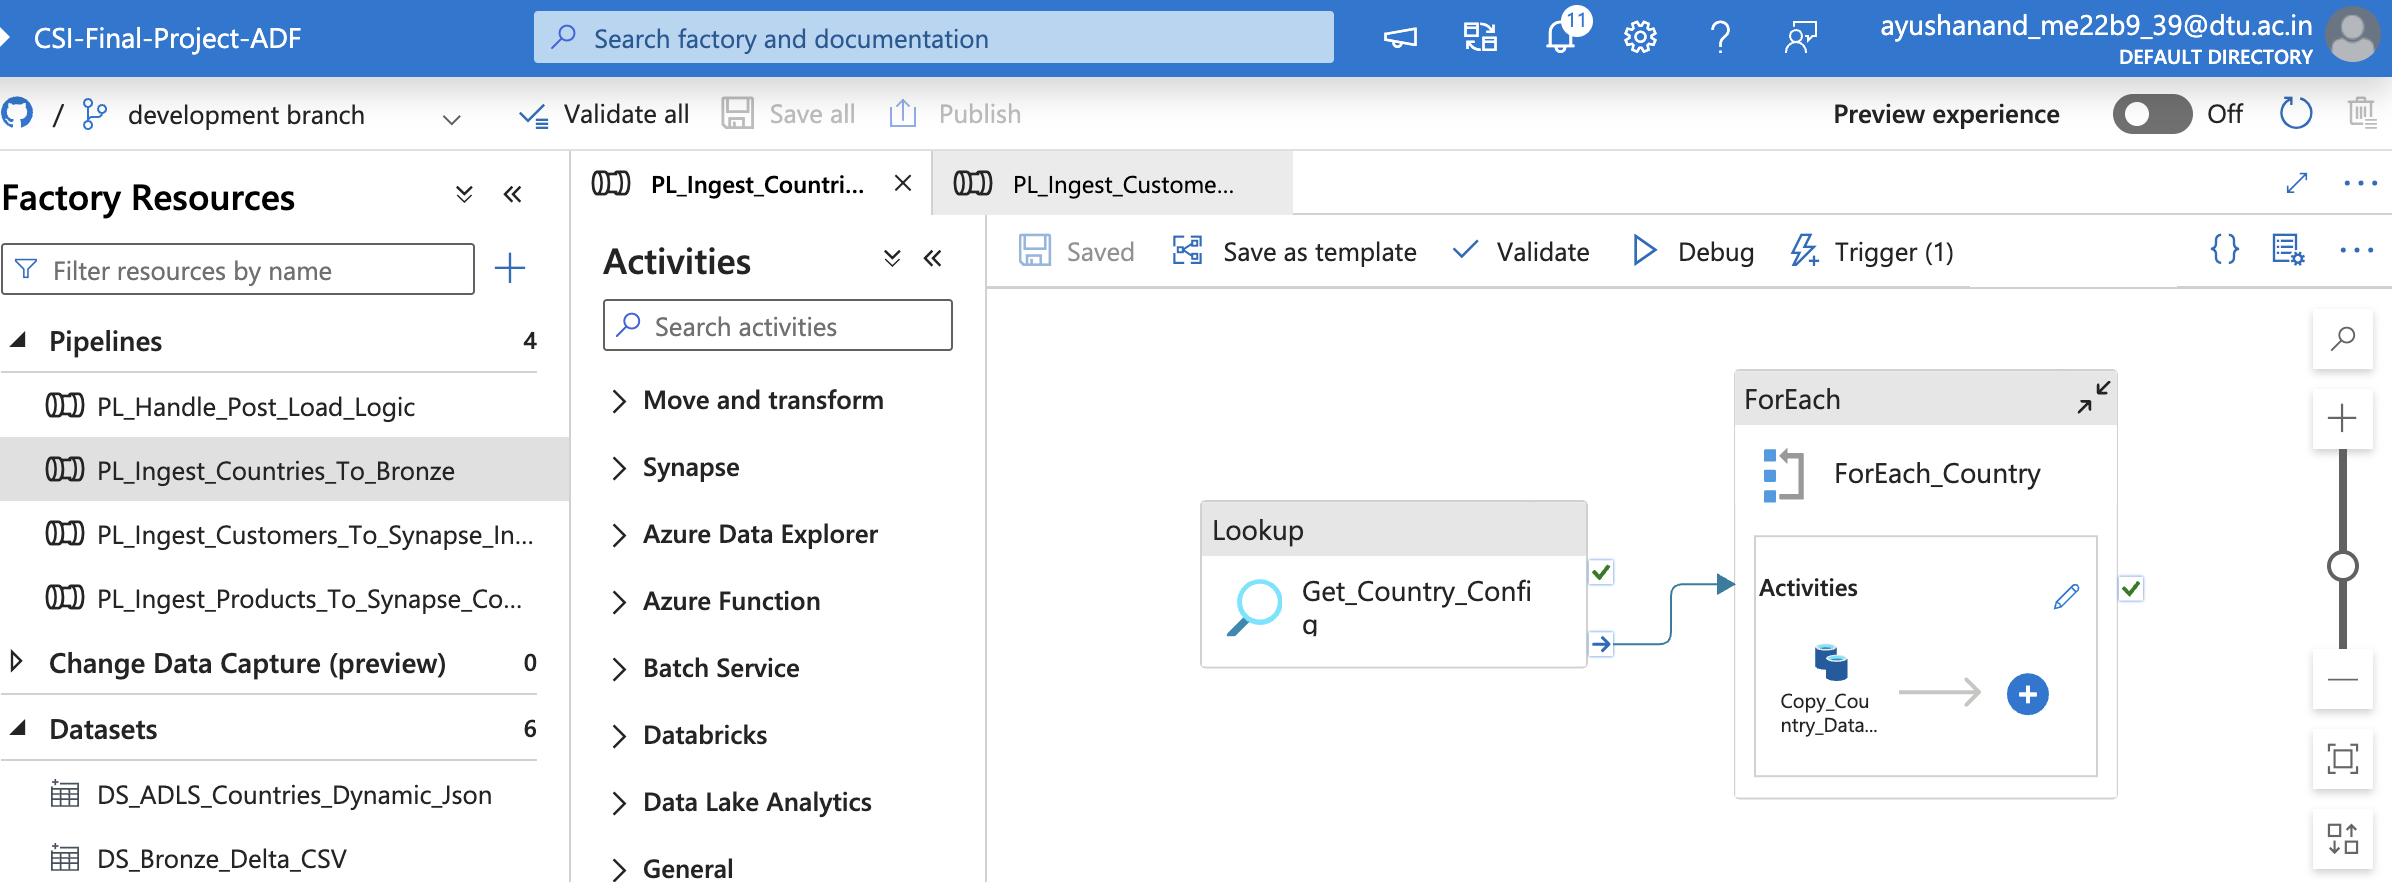 CSI-Final-Project-ADF
Search factory and documentation
11
ayushanand_me22b9_39@dtu.ac.in
DEFAULT DIRECTORY
/ development branch
Validate all
Save all
Publish
Preview experience
Off
Factory Resources
Filter resources by name
Pipelines 4
PL_Handle_Post_Load_Logic
PL_Ingest_Countries_To_Bronze
PL_Ingest_Customers_To_Synapse_In...
PL_Ingest_Products_To_Synapse_Co...
Change Data Capture (preview) 0
Datasets 6
DS_ADLS_Countries_Dynamic_Json
DS_Bronze_Delta_CSV
PL_Ingest_Countri...
PL_Ingest_Custome...
Activities
Search activities
Move and transform
Synapse
Azure Data Explorer
Azure Function
Batch Service
Databricks
Data Lake Analytics
General
Saved
Save as template
Validate
Debug
Trigger (1)
Lookup
Get_Country_Confi
g
ForEach
ForEach_Country
Activities
Copy_Cou
ntry_Data...